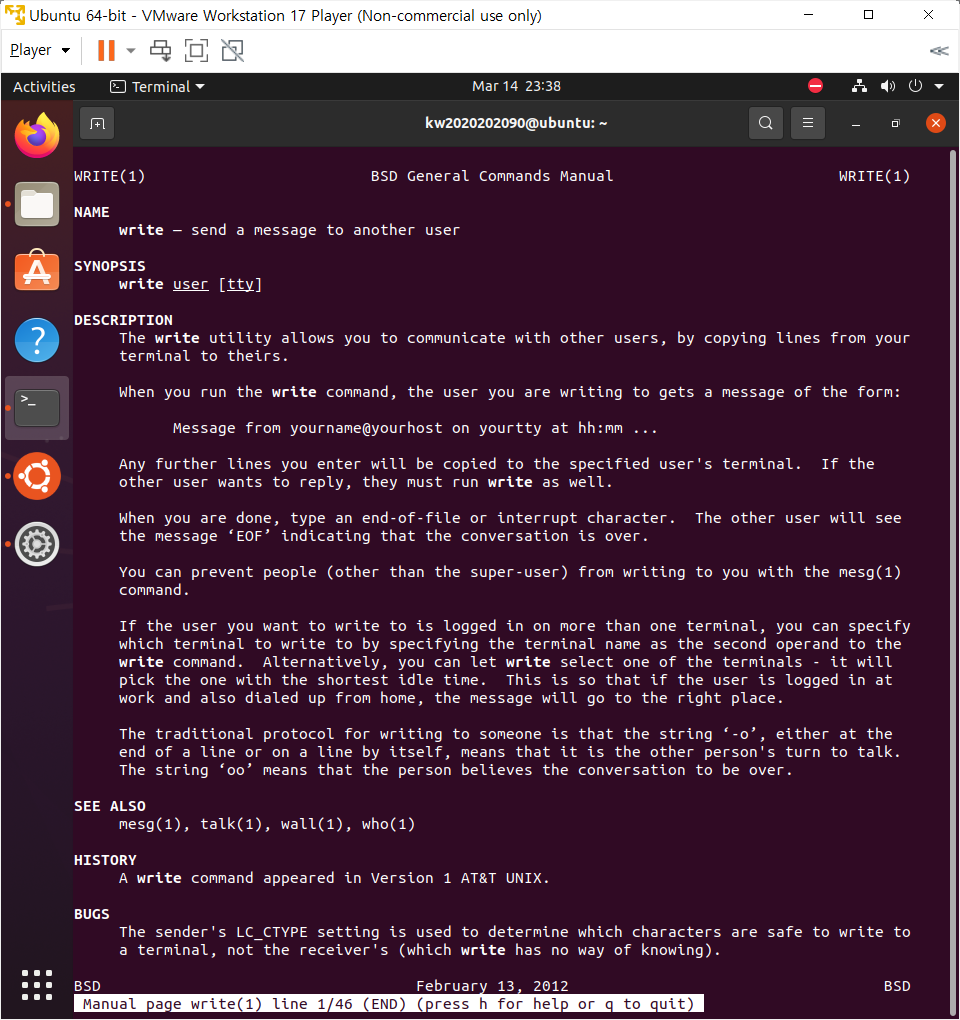 Ubuntu 64-bit - VMware Workstation 17 Player (Non-commercial use only)
Player
Activities Terminal Mar 14 23:38
kw2020202090@ubuntu: ~
WRITE(1) BSD General Commands Manual WRITE(1)
NAME
write — send a message to another user
SYNOPSIS
write user [tty]
DESCRIPTION
The write utility allows you to communicate with other users, by copying lines from your
terminal to theirs.
When you run the write command, the user you are writing to gets a message of the form:
Message from yourname@yourhost on yourtty at hh:mm ...
Any further lines you enter will be copied to the specified user's terminal.  If the
other user wants to reply, they must run write as well.
When you are done, type an end-of-file or interrupt character.  The other user will see
the message ‘EOF’ indicating that the conversation is over.
You can prevent people (other than the super-user) from writing to you with the mesg(1)
command.
If the user you want to write to is logged in on more than one terminal, you can specify
which terminal to write to by specifying the terminal name as the second operand to the
write command.  Alternatively, you can let write select one of the terminals - it will
pick the one with the shortest idle time.  This is so that if the user is logged in at
work and also dialed up from home, the message will go to the right place.
The traditional protocol for writing to someone is that the string ‘-o’, either at the
end of a line or on a line by itself, means that it is the other person's turn to talk.
The string ‘oo’ means that the person believes the conversation to be over.
SEE ALSO
mesg(1), talk(1), wall(1), who(1)
HISTORY
A write command appeared in Version 1 AT&T UNIX.
BUGS
The sender's LC_CTYPE setting is used to determine which characters are safe to write to
a terminal, not the receiver's (which write has no way of knowing).
BSD February 13, 2012 BSD
Manual page write(1) line 1/46 (END) (press h for help or q to quit)